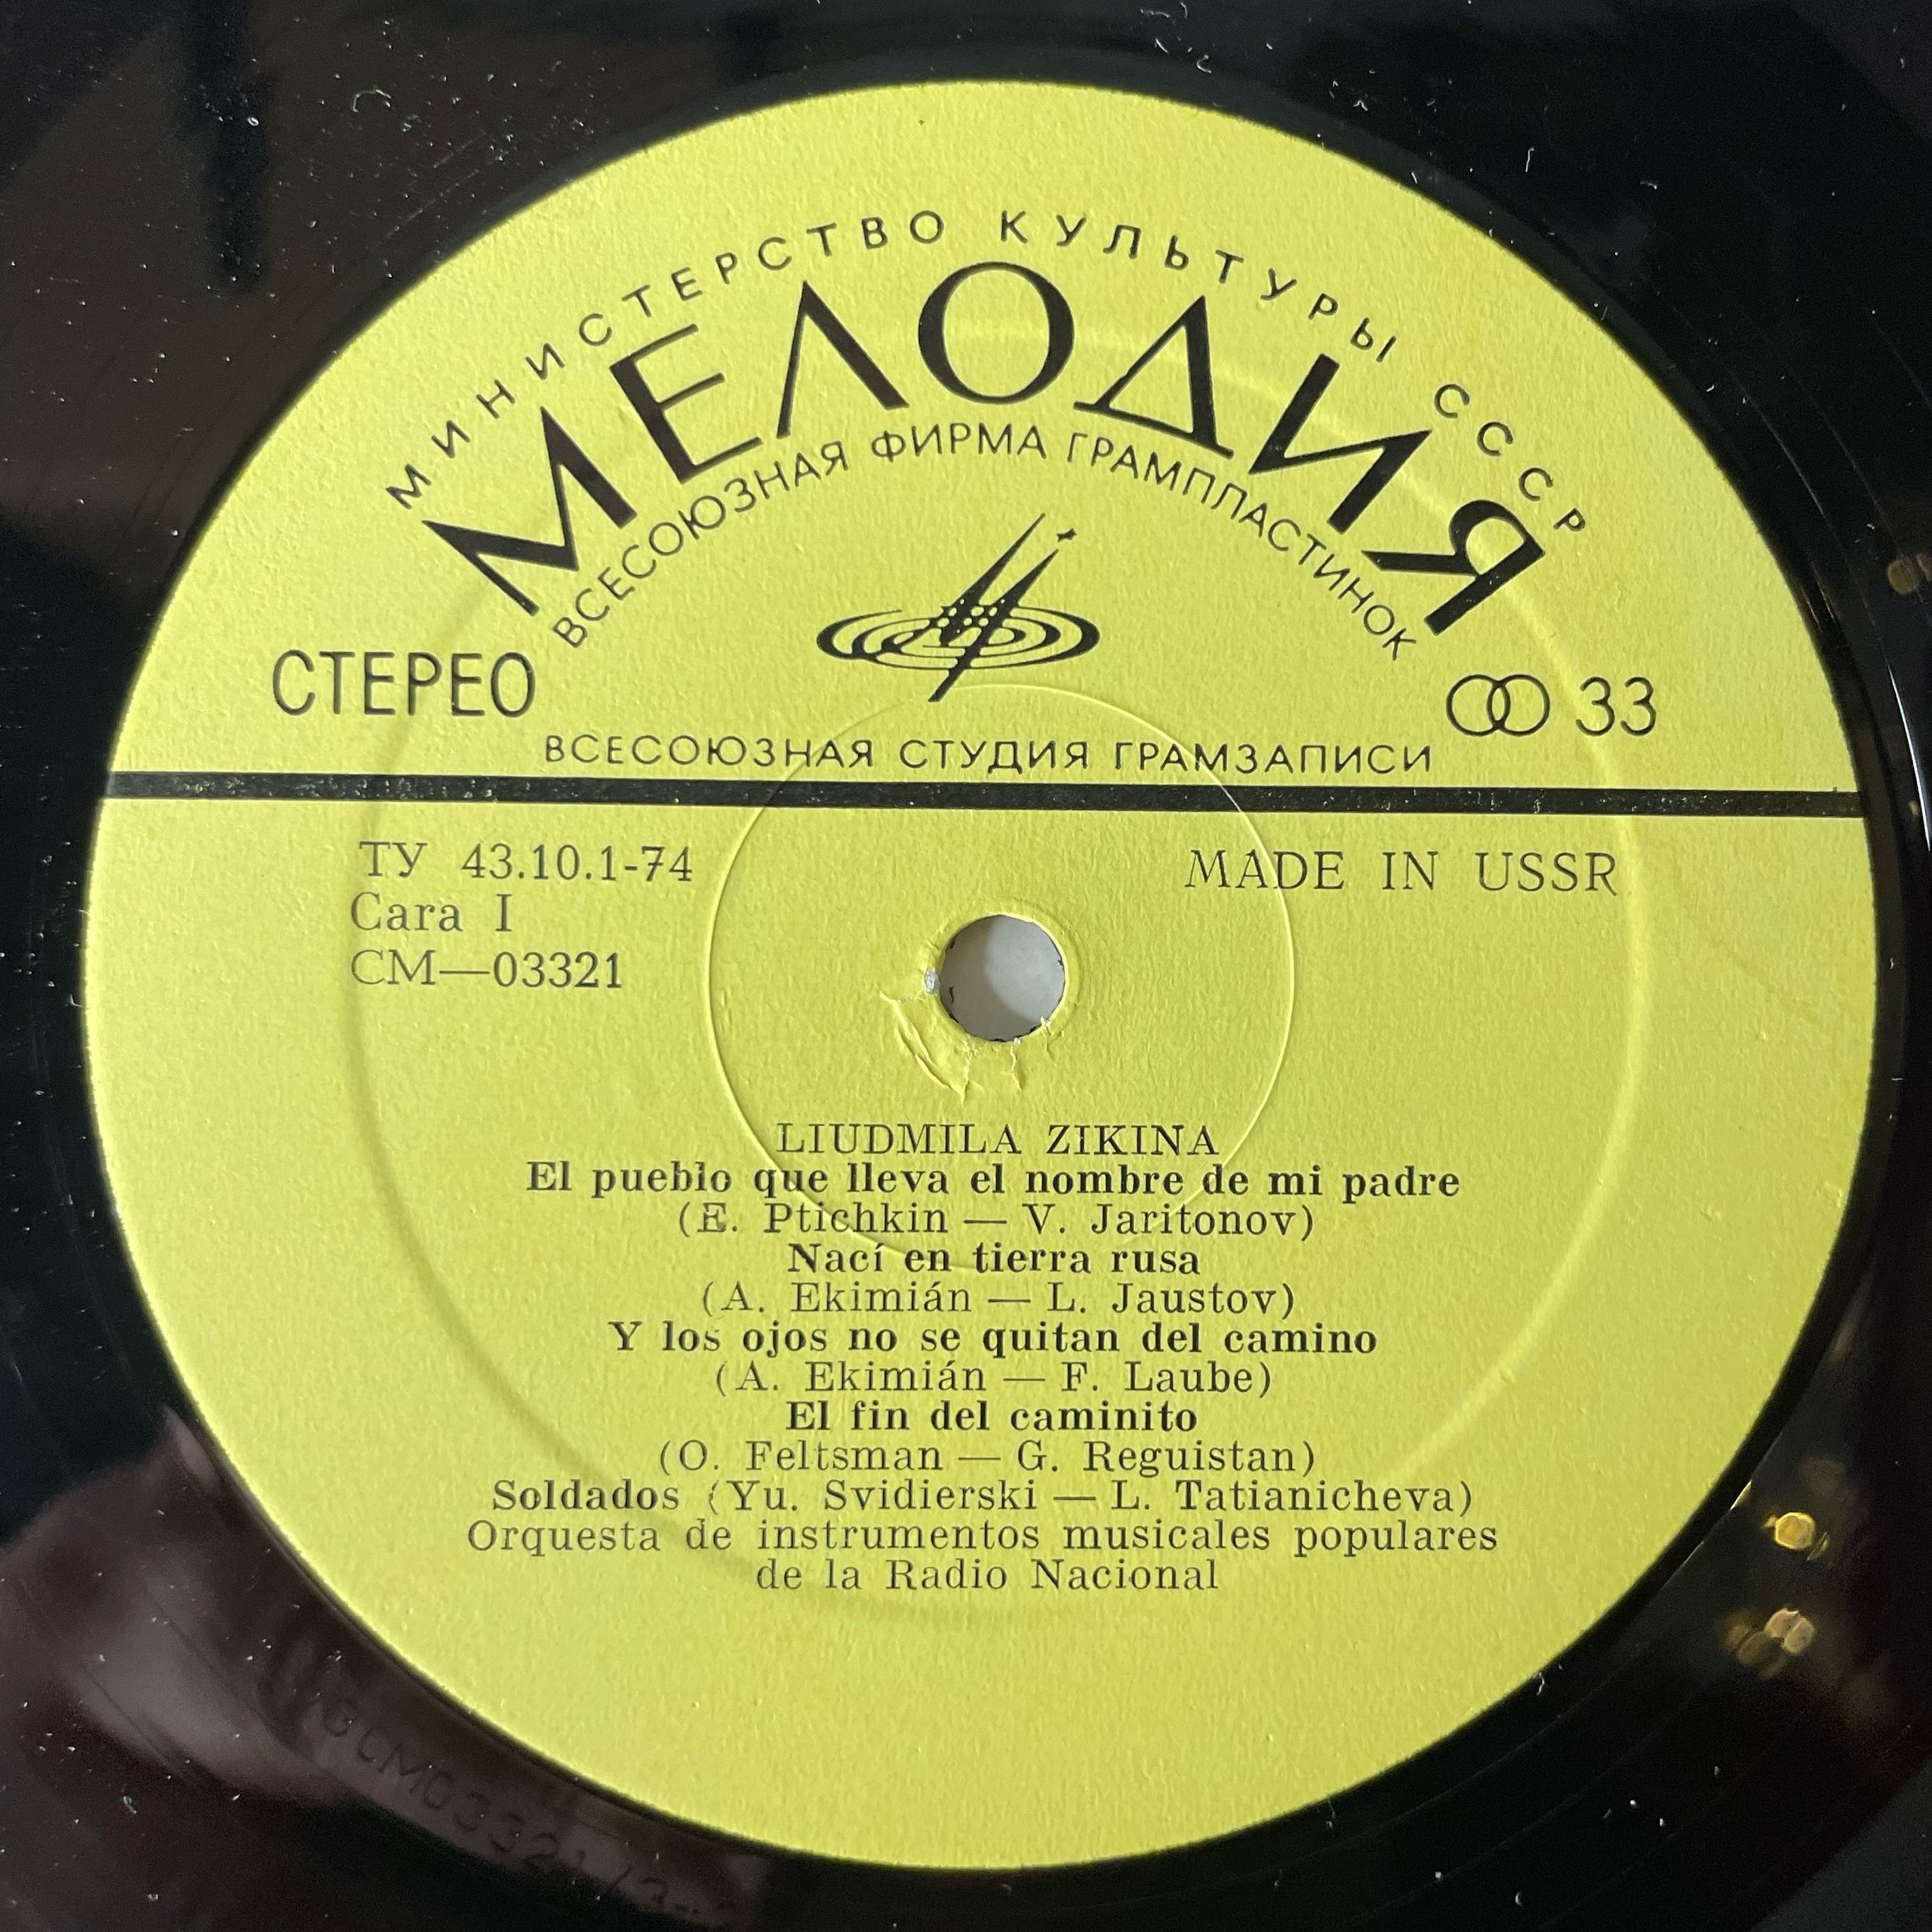 МИНИСТЕРСТВО КУЛЬТУРЫ СССР
МЕЛОДИЯ
ВСЕСОЮЗНАЯ ФИРМА ГРАМПЛАСТИНОК
СТЕРЕО
33
ВСЕСОЮЗНАЯ СТУДИЯ ГРАМЗАПИСИ
ТУ 43.10.1-74
MADE IN USSR
Cara I
СМ—03321
LIUDMILA ZIKINA
El pueblo que lleva el nombre de mi padre
(E. Ptichkin — V. Jaritonov)
Nací en tierra rusa
(A. Ekimián — L. Jaustov)
Y los ojos no se quitan del camino
(A. Ekimián — F. Laube)
El fin del caminito
(O. Feltsman — G. Reguistan)
Soldados (Yu. Svidierski — L. Tatianicheva)
Orquesta de instrumentos musicales populares
de la Radio Nacional